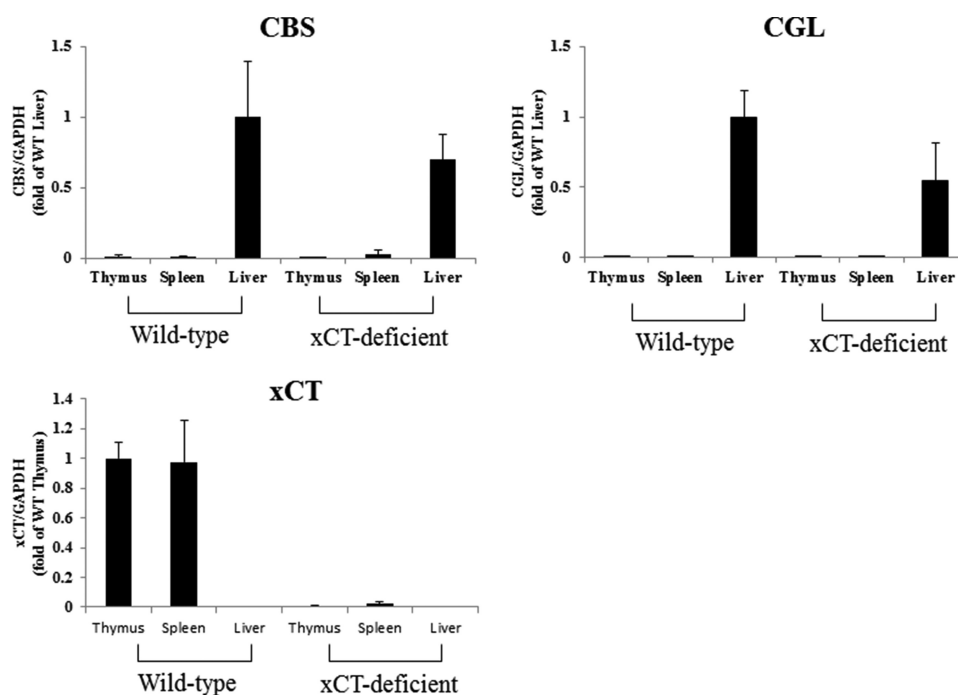 CBS
CBS/GAPDH
(fold of WT Liver)
1.5
1
0.5
0
Thymus Spleen Liver Thymus Spleen Liver
Wild-type xCT-deficient
CGL
CGL/GAPDH
(fold of WT Liver)
1.5
1
0.5
0
Thymus Spleen Liver Thymus Spleen Liver
Wild-type xCT-deficient
xCT
xCT/GAPDH
(fold of WT Thymus)
1.4
1.2
1
0.8
0.6
0.4
0.2
0
Thymus Spleen Liver Thymus Spleen Liver
Wild-type xCT-deficient